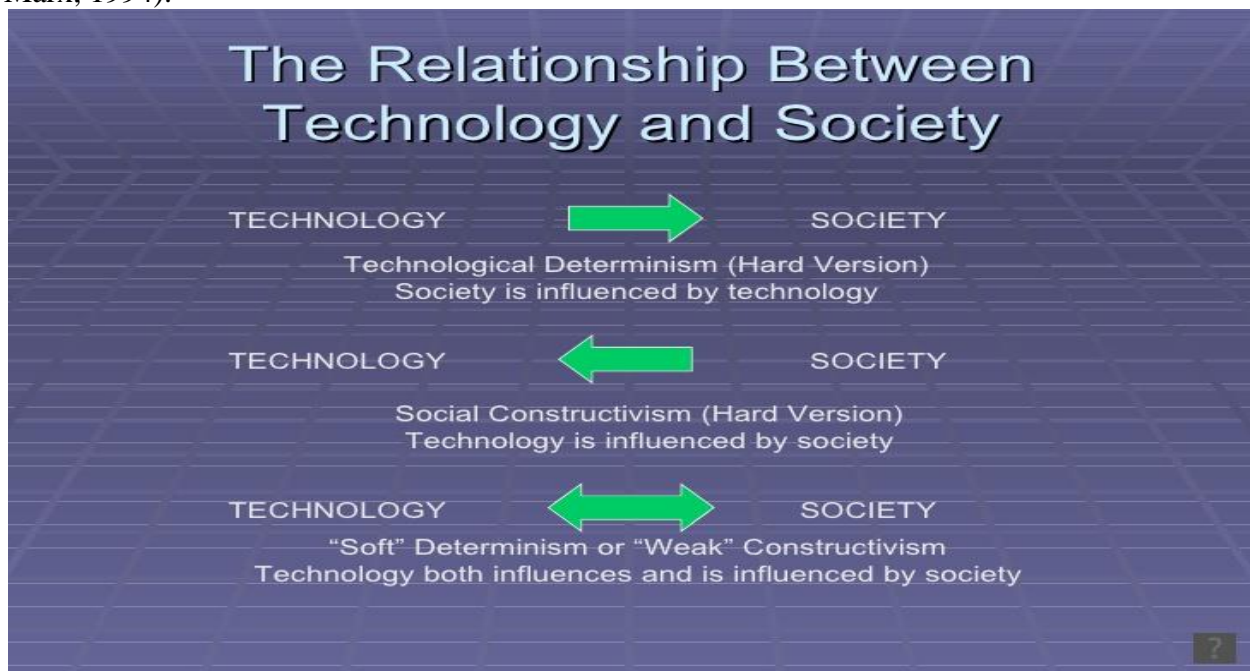 Marx, 1994).
The Relationship Between
Technology and Society
TECHNOLOGY SOCIETY
Technological Determinism (Hard Version)
Society is influenced by technology
TECHNOLOGY SOCIETY
Social Constructivism (Hard Version)
Technology is influenced by society
TECHNOLOGY SOCIETY
“Soft” Determinism or “Weak” Constructivism
Technology both influences and is influenced by society
?